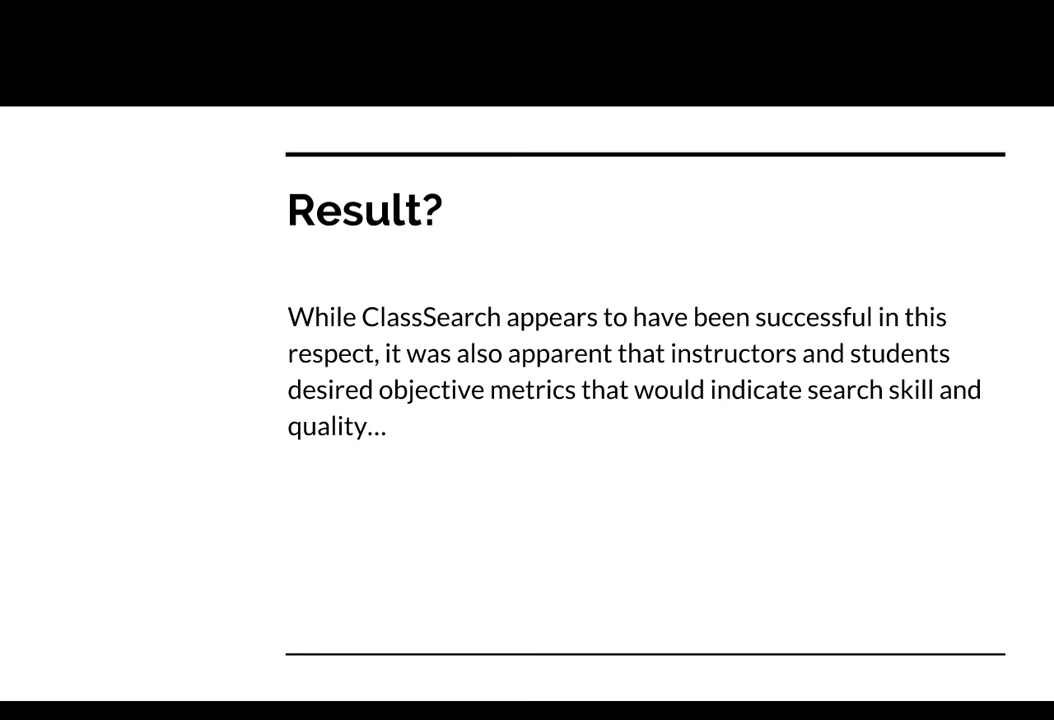 Result?
While ClassSearch appears to have been successful in this
respect, it was also apparent that instructors and students
desired objective metrics that would indicate search skill and
quality...